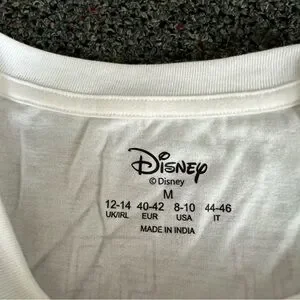 Disney
© Disney
M
12-14 40-42 8-10 44-46
UK/IRL EUR USA IT
MADE IN INDIA